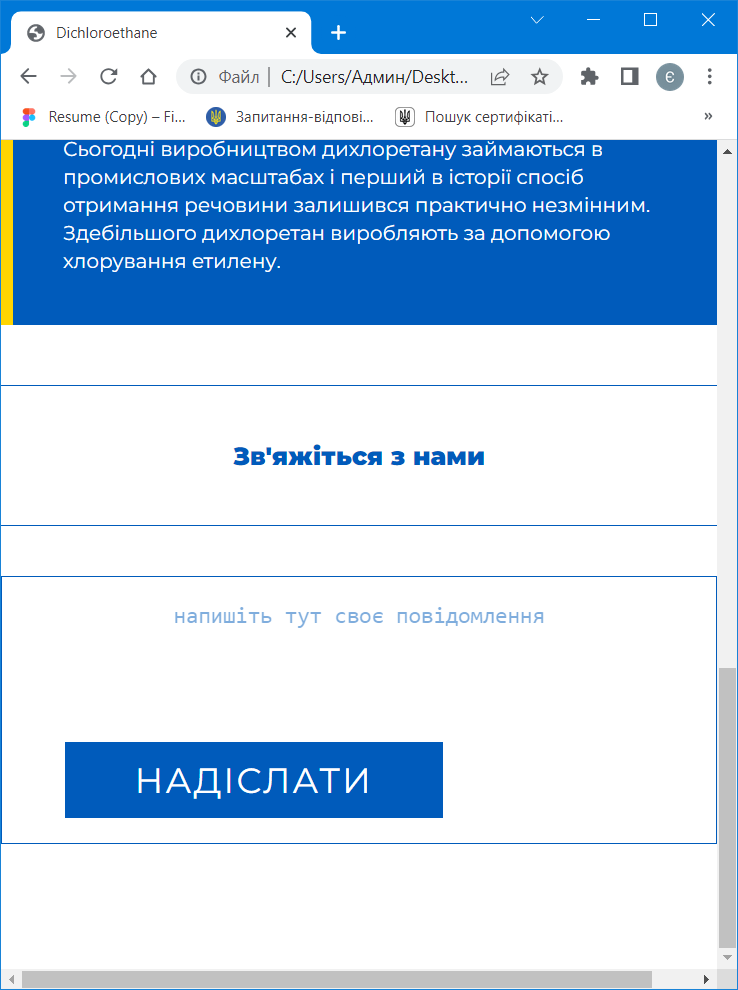 Dichloroethane
Файл
C:/Users/Админ/Deskt...
є
Resume (Copy) – Fi...
Запитання-відпові...
Пошук сертифікаті...
»
Сьогодні виробництвом дихлоретану займаються в
промислових масштабах і перший в історії спосіб
отримання речовини залишився практично незмінним.
Здебільшого дихлоретан виробляють за допомогою
хлорування етилену.
Зв'яжіться з нами
напишіть тут своє повідомлення
НАДІСЛАТИ